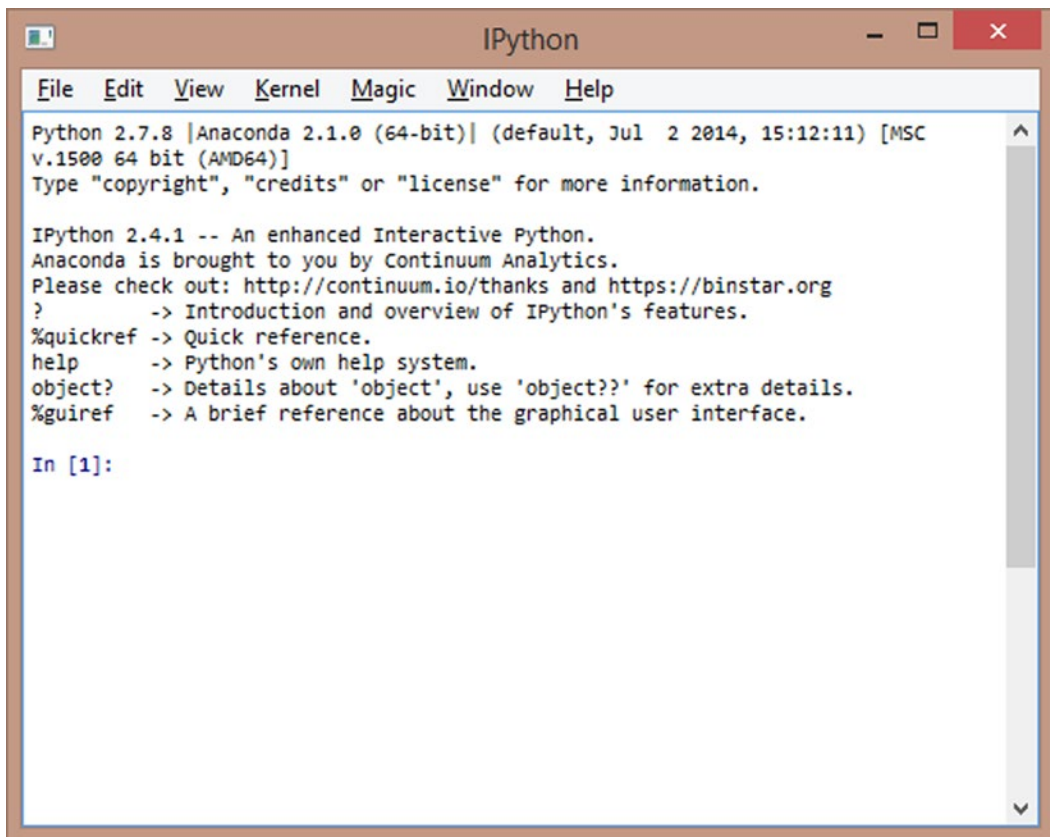 IPython
File Edit View Kernel Magic Window Help
Python 2.7.8 |Anaconda 2.1.0 (64-bit)| (default, Jul  2 2014, 15:12:11) [MSC
v.1500 64 bit (AMD64)]
Type "copyright", "credits" or "license" for more information.
IPython 2.4.1 -- An enhanced Interactive Python.
Anaconda is brought to you by Continuum Analytics.
Please check out: http://continuum.io/thanks and https://binstar.org
?         -> Introduction and overview of IPython's features.
%quickref -> Quick reference.
help      -> Python's own help system.
object?   -> Details about 'object', use 'object??' for extra details.
%guiref   -> A brief reference about the graphical user interface.
In [1]: